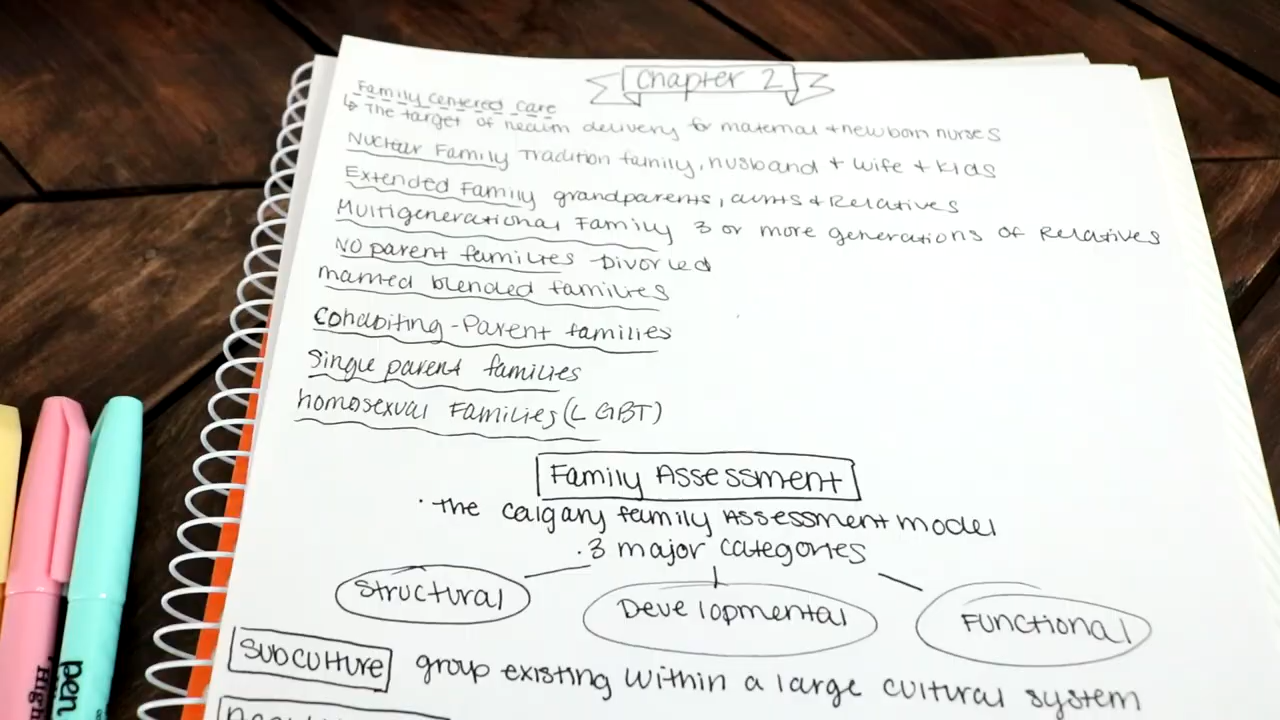 Chapter 2
Family centered care
↳ The target of health delivery for maternal + newborn nurses
Nuclear Family Tradition family, husband + wife + kids
Extended Family grandparents, aunts + Relatives
Multigenerational Family 3 or more generations of Relatives
NO parent families Divorced
married blended families
cohabiting-Parent families
Single parent families
homosexual Families (LGBT)
Family Assessment
· the calgary family Assessment model
· 3 major categories
Structural Developmental Functional
Subculture group existing within a large cultural system
pen
High